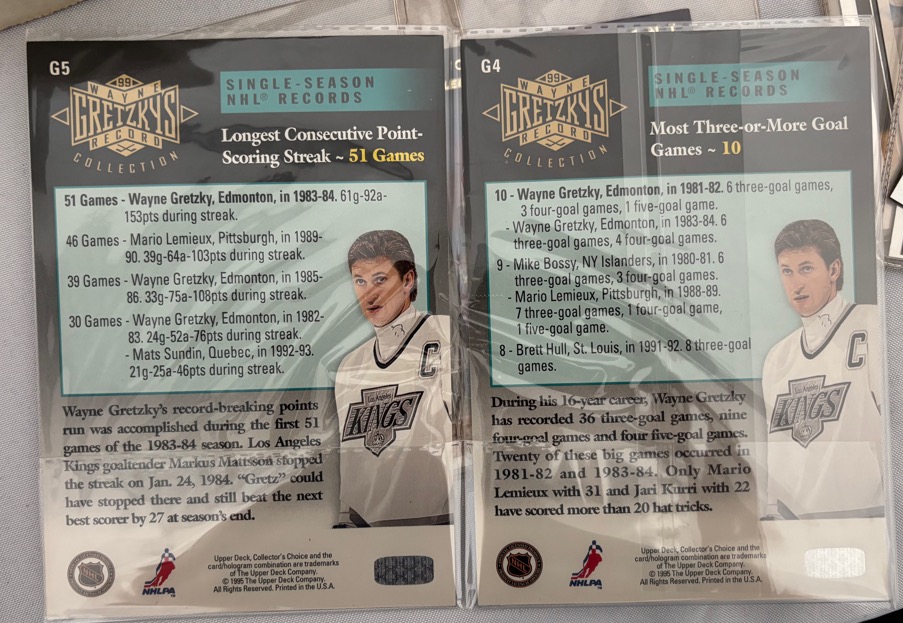 G5
99
WAYNE
GRETZKY'S
RECORD
COLLECTION
SINGLE-SEASON
NHL® RECORDS
Longest Consecutive Point-
Scoring Streak ~ 51 Games
51 Games - Wayne Gretzky, Edmonton, in 1983-84. 61g-92a-
153pts during streak.
46 Games - Mario Lemieux, Pittsburgh, in 1989-
90. 39g-64a-103pts during streak.
39 Games - Wayne Gretzky, Edmonton, in 1985-
86. 33g-75a-108pts during streak.
30 Games - Wayne Gretzky, Edmonton, in 1982-
83. 24g-52a-76pts during streak.
- Mats Sundin, Quebec, in 1992-93.
21g-25a-46pts during streak.
C
Los Angeles
KINGS
Wayne Gretzky's record-breaking points
run was accomplished during the first 51
games of the 1983-84 season. Los Angeles
Kings goaltender Markus Mattsson stopped
the streak on Jan. 24, 1984. "Gretz" could
have stopped there and still beat the next
best scorer by 27 at season's end.
NHL
NHLPA
Upper Deck, Collector's Choice and the
card/hologram combination are trademarks
of The Upper Deck Company.
© 1995 The Upper Deck Company.
All Rights Reserved. Printed in the U.S.A.
G4
99
WAYNE
GRETZKY'S
RECORD
COLLECTION
SINGLE-SEASON
NHL® RECORDS
Most Three-or-More Goal
Games ~ 10
10 - Wayne Gretzky, Edmonton, in 1981-82. 6 three-goal games,
3 four-goal games, 1 five-goal game.
- Wayne Gretzky, Edmonton, in 1983-84. 6
three-goal games, 4 four-goal games.
9 - Mike Bossy, NY Islanders, in 1980-81. 6
three-goal games, 3 four-goal games.
- Mario Lemieux, Pittsburgh, in 1988-89.
7 three-goal games, 1 four-goal game,
1 five-goal game.
8 - Brett Hull, St. Louis, in 1991-92. 8 three-goal
games.
C
Los Angeles
KINGS
During his 16-year career, Wayne Gretzky
has recorded 36 three-goal games, nine
four-goal games and four five-goal games.
Twenty of these big games occurred in
1981-82 and 1983-84. Only Mario
Lemieux with 31 and Jari Kurri with 22
have scored more than 20 hat tricks.
NHL
NHLPA
Upper Deck, Collector's Choice and the
card/hologram combination are trademarks
of The Upper Deck Company.
© 1995 The Upper Deck Company.
All Rights Reserved. Printed in the U.S.A.